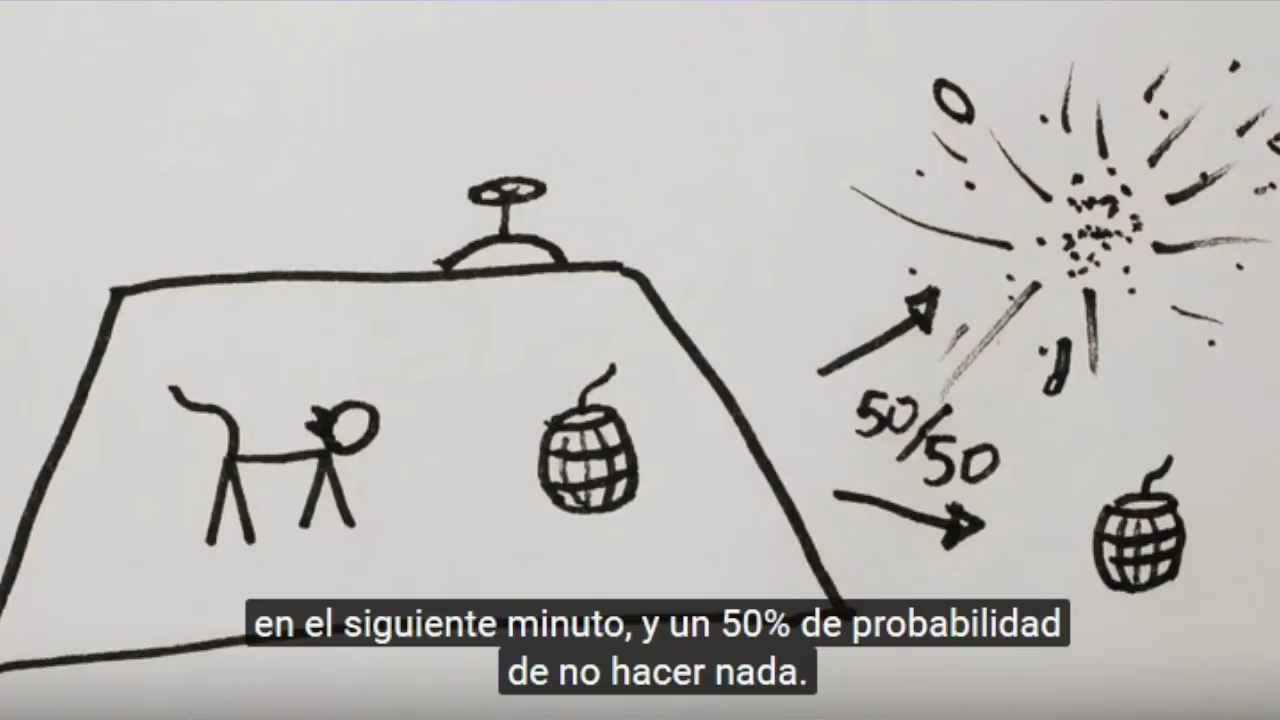 50/50
en el siguiente minuto, y un 50% de probabilidad
de no hacer nada.